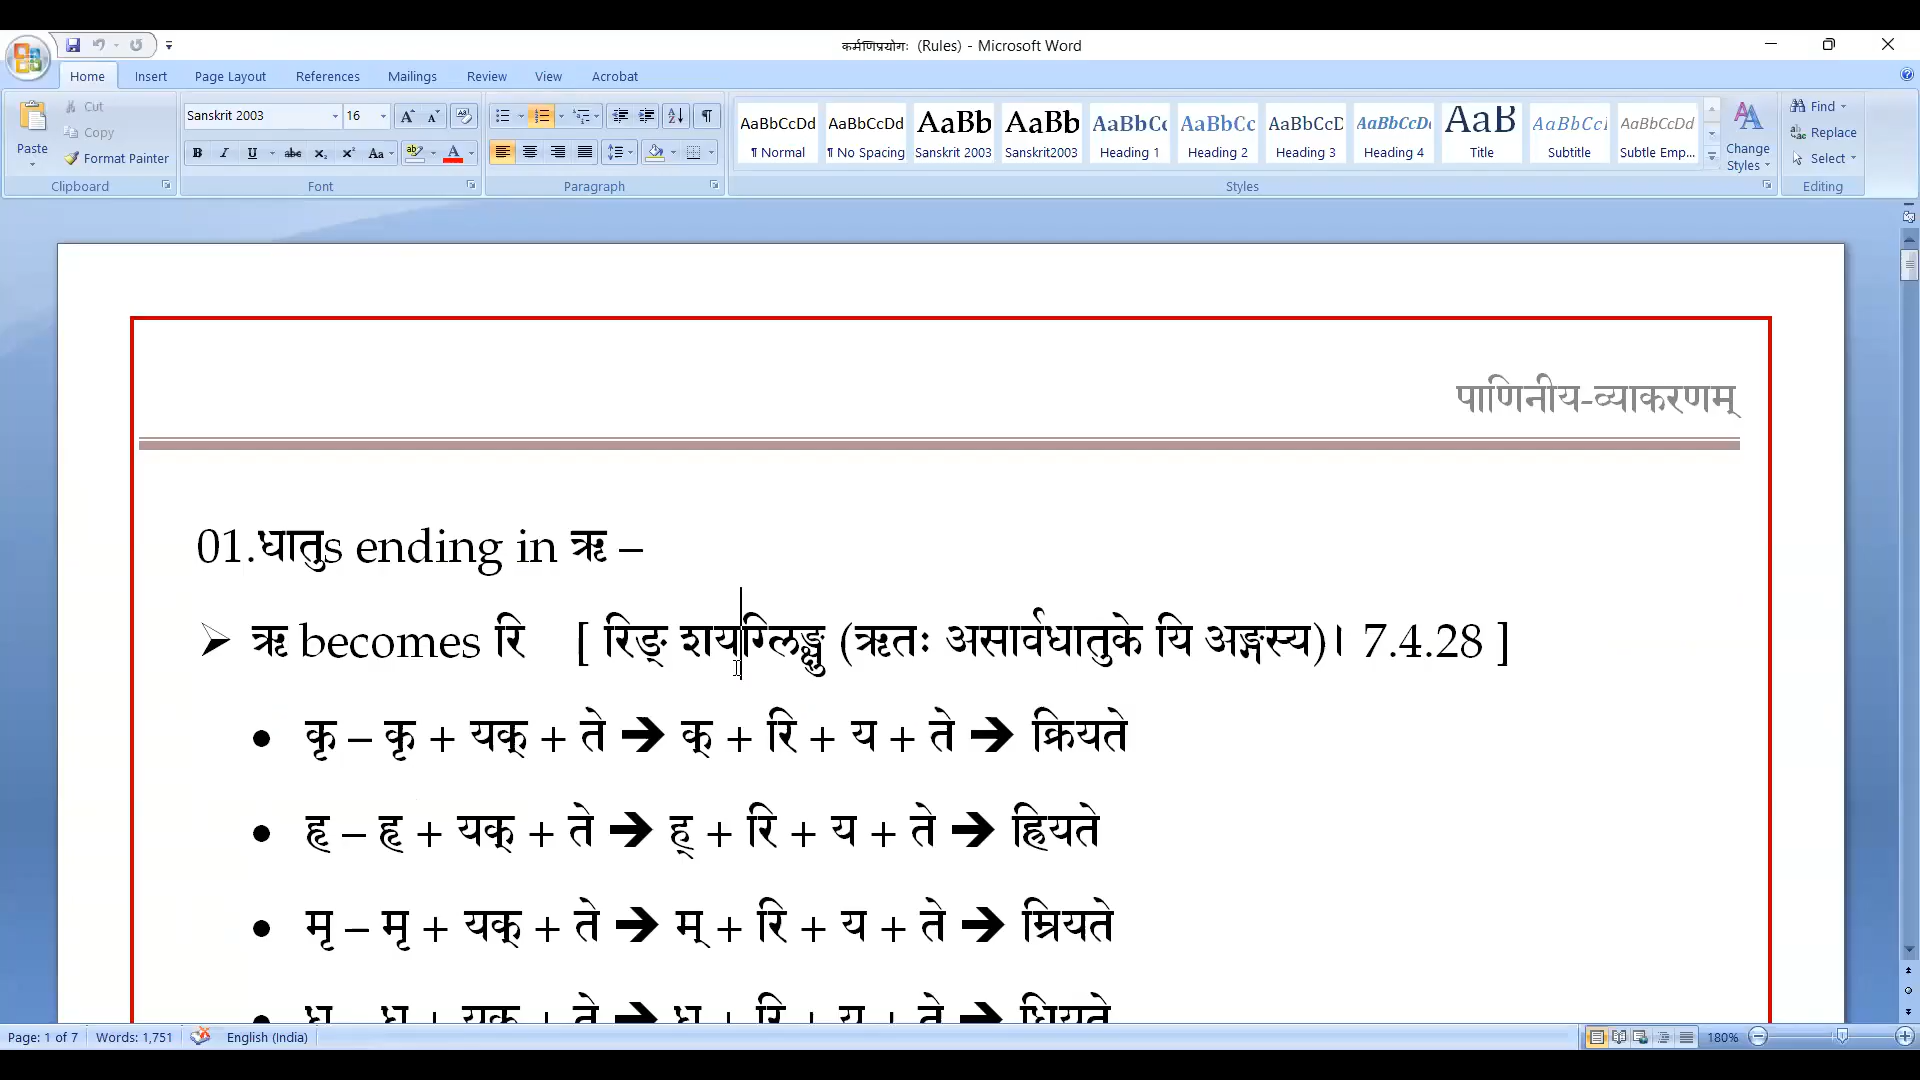 कर्मणिप्रयोगः (Rules) - Microsoft Word
Home Insert Page Layout References Mailings Review View Acrobat
Paste Cut Copy Format Painter
Sanskrit 2003 16
AaBbCcDd AaBbCcDd AaBb AaBb AaBbCc AaBbCc AaBbCcD AaBbCcDc AaB AaBbCcl AaBbCcDd
¶ Normal ¶ No Spacing Sanskrit 2003 Sanskrit2003 Heading 1 Heading 2 Heading 3 Heading 4 Title Subtitle Subtle Emp...
Change Styles
Find
Replace
Select
Clipboard Font Paragraph Styles Editing
पाणिनीय-व्याकरणम्
01.धातुs ending in ऋ –
➢ ऋ becomes रि [ रिङ् शयग्लिङ्क्षु (ऋतः असार्वधातुके यि अङ्गस्य)। 7.4.28 ]
• कृ – कृ + यक् + ते ➔ क् + रि + य + ते ➔ क्रियते
• हृ – हृ + यक् + ते ➔ ह् + रि + य + ते ➔ ह्रियते
• मृ – मृ + यक् + ते ➔ म् + रि + य + ते ➔ म्रियते
Page: 1 of 7 Words: 1,751 English (India) 180%